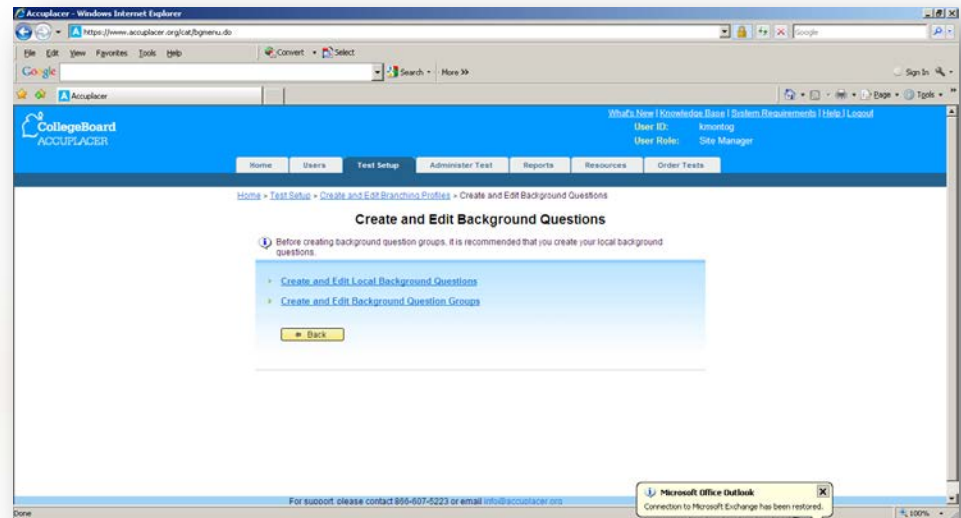 Accuplacer - Windows Internet Explorer
https://www.accuplacer.org/cat/bgmenu.do
Google
File Edit View Favorites Tools Help
Convert Select
Google
Search
More >>
Sign In
Accuplacer
Page Tools
What's New | Knowledge Base | System Requirements | Help | Logout
CollegeBoard
ACCUPLACER
User ID: kmontog
User Role: Site Manager
Home Users Test Setup Administer Test Reports Resources Order Tests
Home > Test Setup > Create and Edit Branching Profiles > Create and Edit Background Questions
Create and Edit Background Questions
Before creating background question groups, it is recommended that you create your local background
questions.
Create and Edit Local Background Questions
Create and Edit Background Question Groups
Back
For support please contact 866-607-5223 or email info@accuplacer.org
Microsoft Office Outlook
Connection to Microsoft Exchange has been restored.
Done
100%